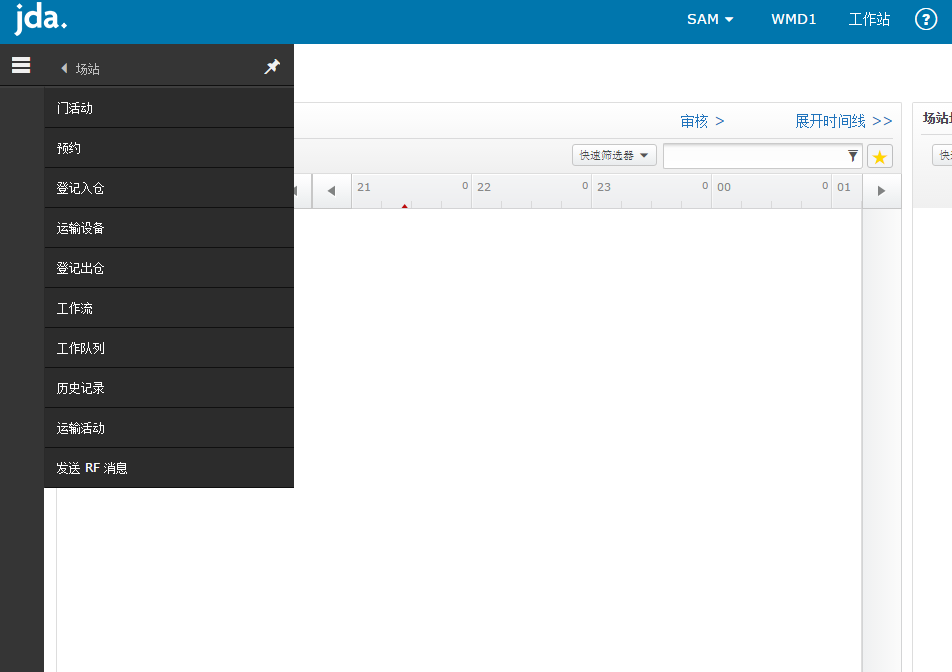 jda.
SAM
WMD1
工作站
?
场站
门活动
预约
登记入仓
运输设备
登记出仓
工作流
工作队列
历史记录
运输活动
发送 RF 消息
审核 >
展开时间线 >>
快速筛选器
21 0 22 0 23 0 00 0 01
场站